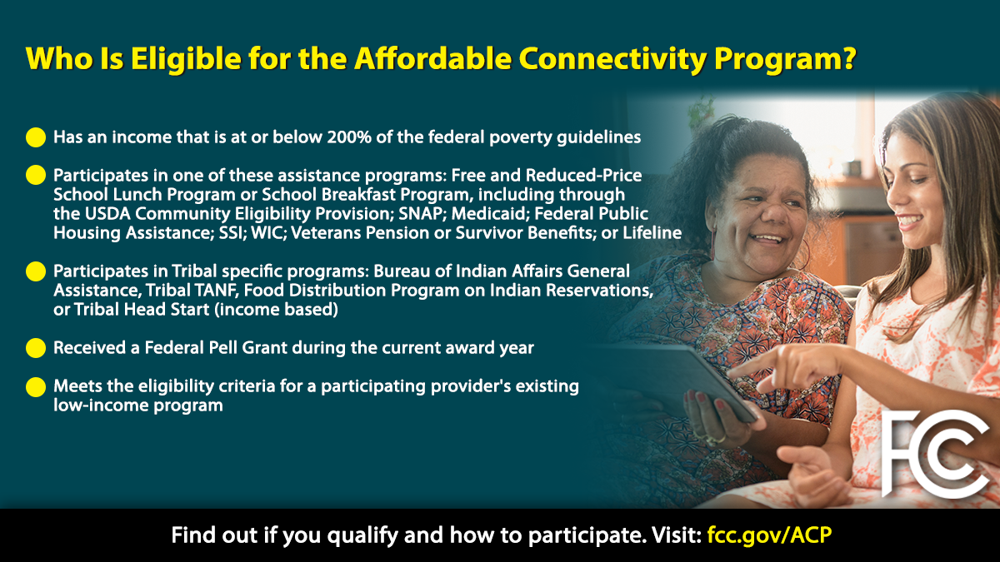 Who Is Eligible for the Affordable Connectivity Program?
Has an income that is at or below 200% of the federal poverty guidelines
Participates in one of these assistance programs: Free and Reduced-Price
School Lunch Program or School Breakfast Program, including through
the USDA Community Eligibility Provision; SNAP; Medicaid; Federal Public
Housing Assistance; SSI; WIC; Veterans Pension or Survivor Benefits; or Lifeline
Participates in Tribal specific programs: Bureau of Indian Affairs General
Assistance, Tribal TANF, Food Distribution Program on Indian Reservations,
or Tribal Head Start (income based)
Received a Federal Pell Grant during the current award year
Meets the eligibility criteria for a participating provider's existing
low-income program
FCC
Find out if you qualify and how to participate. Visit: fcc.gov/ACP